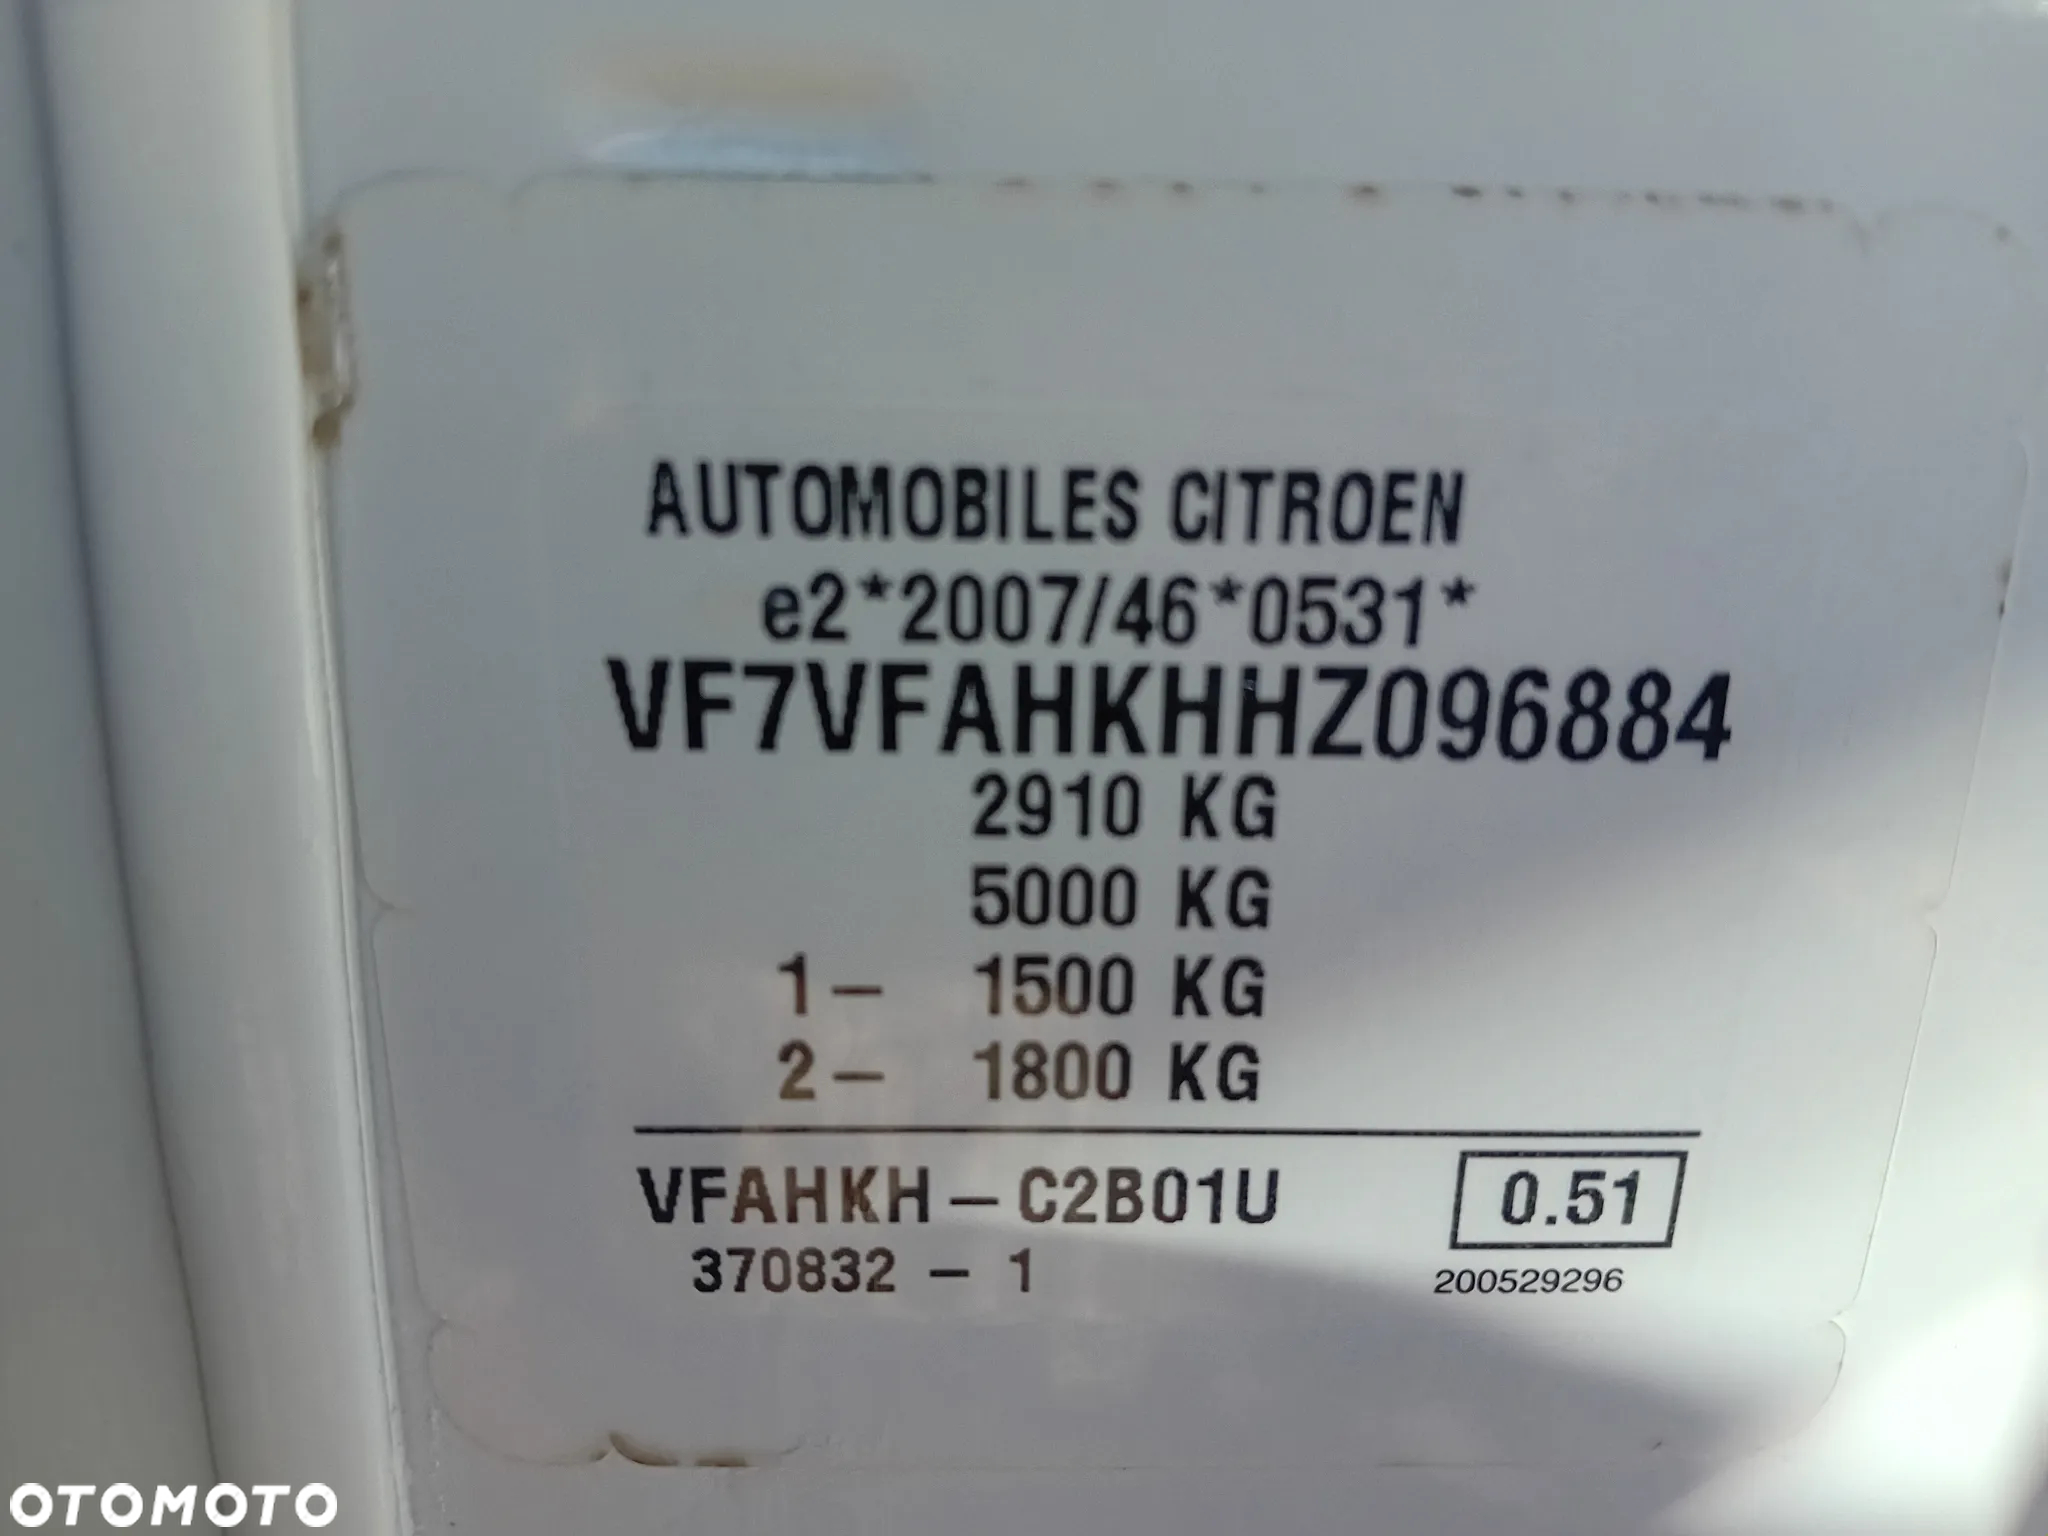 AUTOMOBILES CITROEN
e2*2007/46*0531*
VF7VFAHKHHZ096884
2910 KG
5000 KG
1- 1500 KG
2- 1800 KG
VFAHKH-C2B01U 0.51
370832-1 200529296
OTOMOTO